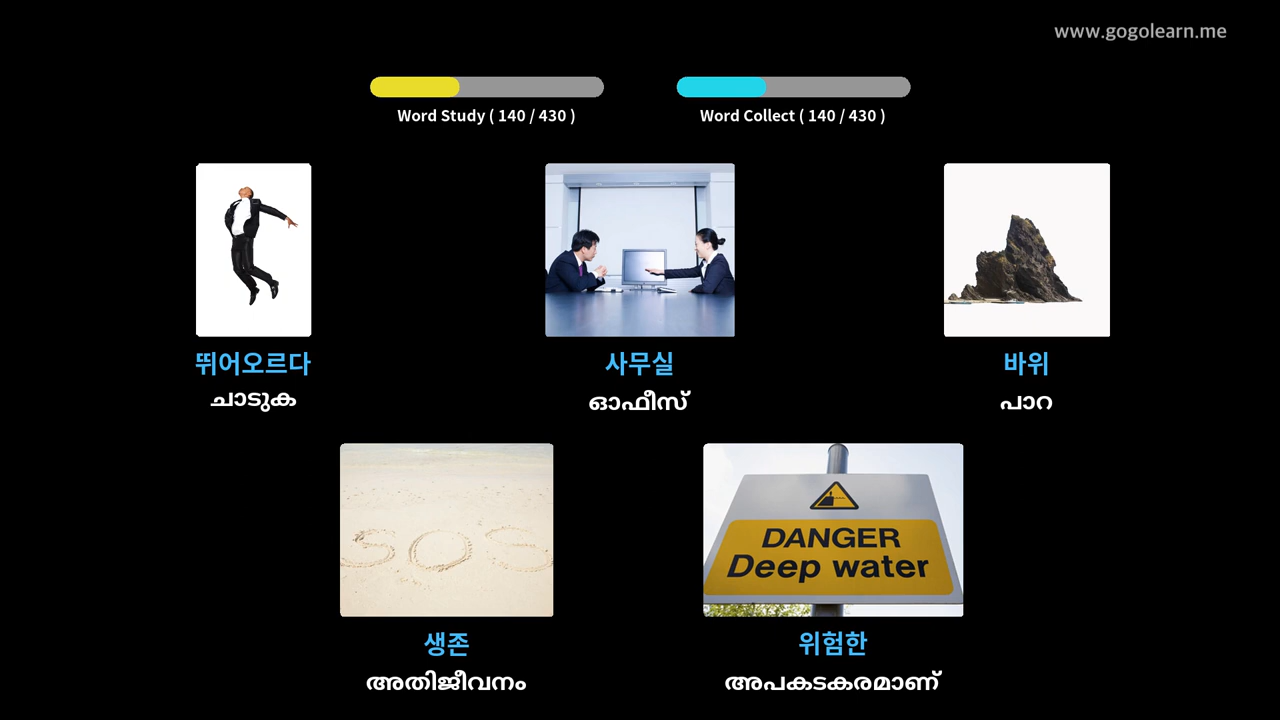 www.gogolearn.me
Word Study ( 140 / 430 )
Word Collect ( 140 / 430 )
뛰어오르다
ചാടുക
사무실
ഓഫീസ്
바위
പാറ
SOS
생존
അതിജീവനം
DANGER
Deep water
위험한
അപകടകരമാണ്